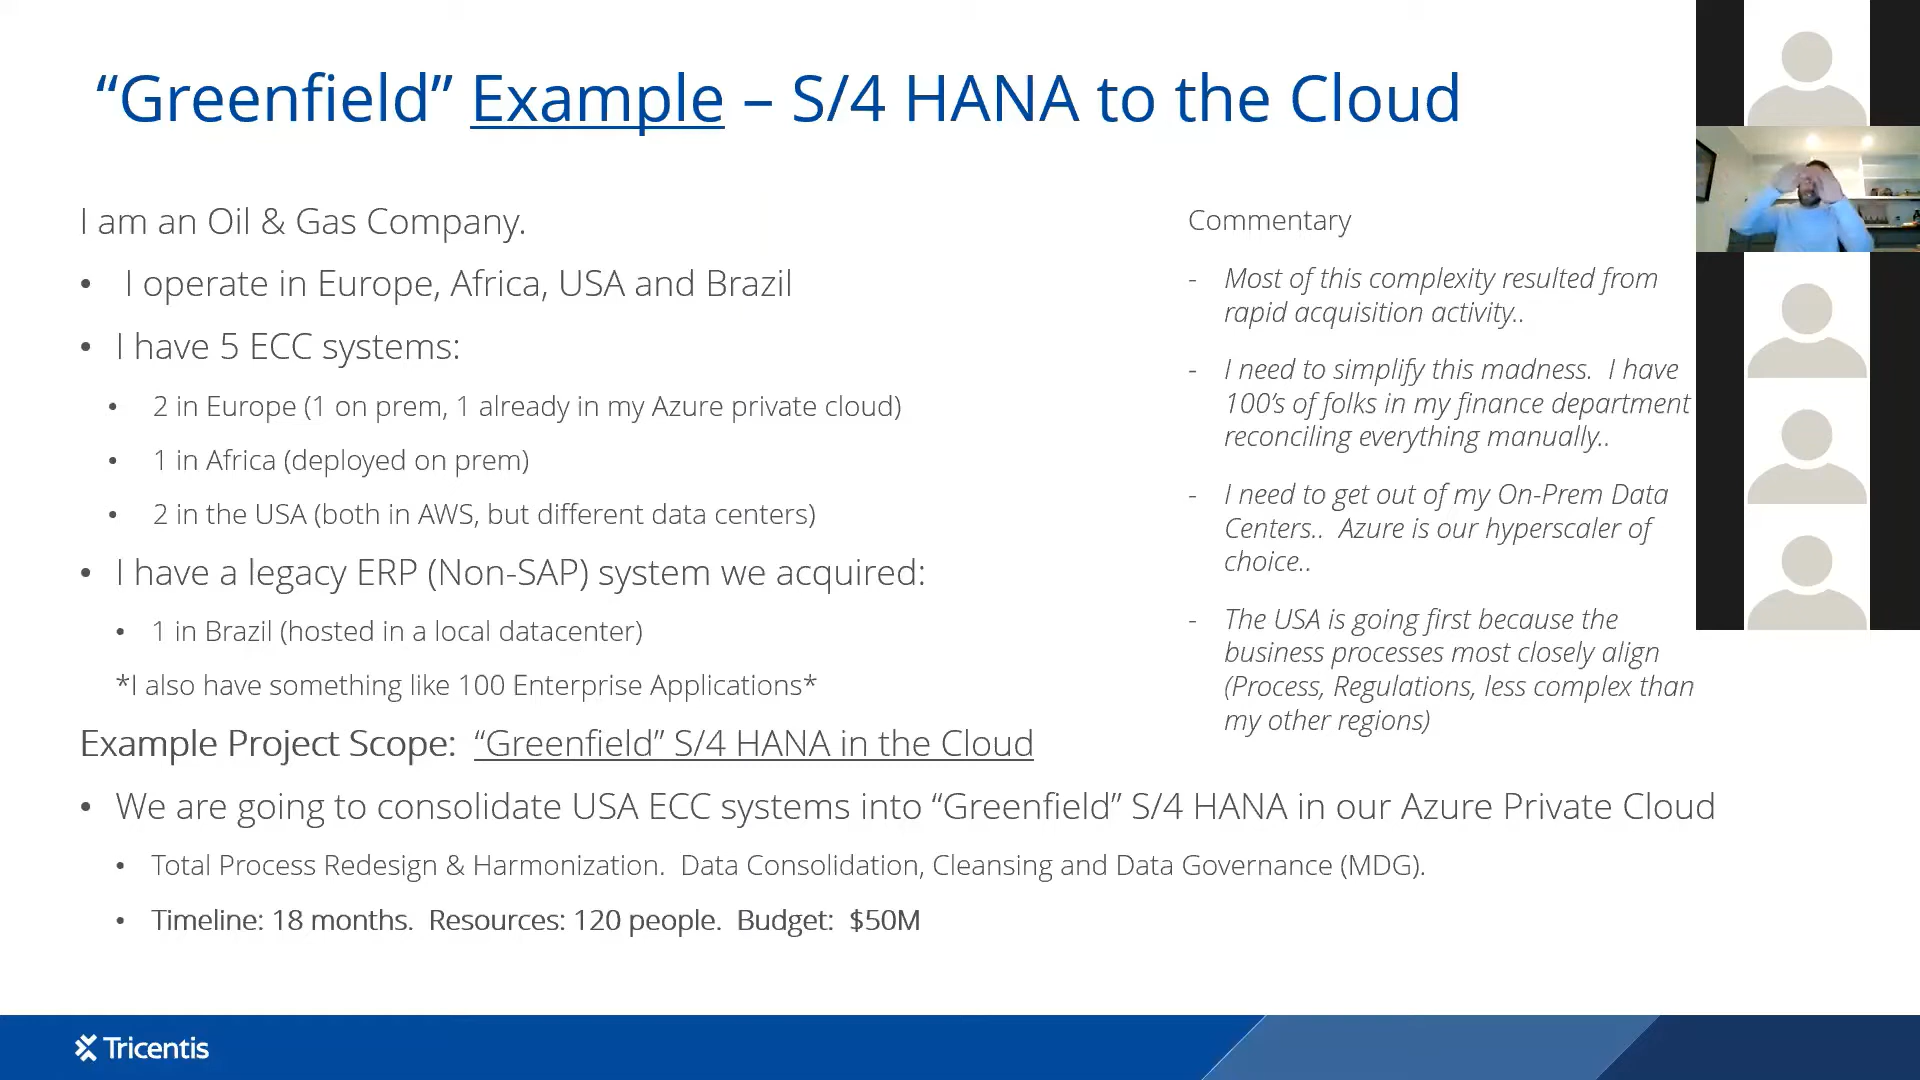 “Greenfield” Example – S/4 HANA to the Cloud
I am an Oil & Gas Company.
• I operate in Europe, Africa, USA and Brazil
• I have 5 ECC systems:
• 2 in Europe (1 on prem, 1 already in my Azure private cloud)
• 1 in Africa (deployed on prem)
• 2 in the USA (both in AWS, but different data centers)
• I have a legacy ERP (Non-SAP) system we acquired:
• 1 in Brazil (hosted in a local datacenter)
*I also have something like 100 Enterprise Applications*
Commentary
- Most of this complexity resulted from
rapid acquisition activity..
- I need to simplify this madness. I have
100’s of folks in my finance department
reconciling everything manually..
- I need to get out of my On-Prem Data
Centers.. Azure is our hyperscaler of
choice..
- The USA is going first because the
business processes most closely align
(Process, Regulations, less complex than
my other regions)
Example Project Scope: “Greenfield” S/4 HANA in the Cloud
• We are going to consolidate USA ECC systems into “Greenfield” S/4 HANA in our Azure Private Cloud
• Total Process Redesign & Harmonization. Data Consolidation, Cleansing and Data Governance (MDG).
• Timeline: 18 months. Resources: 120 people. Budget: $50M
Tricentis